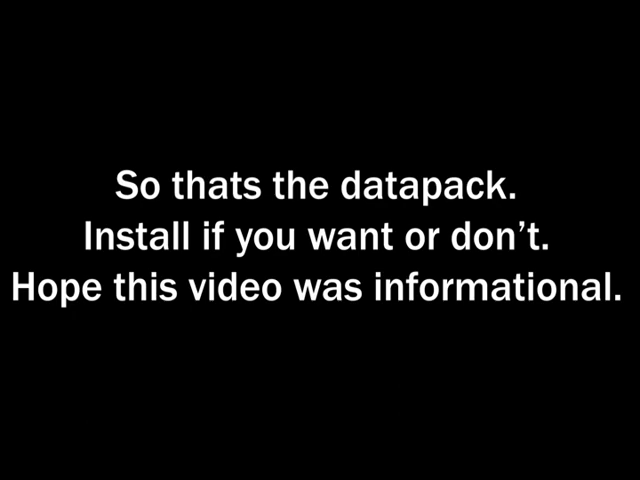 So thats the datapack.
Install if you want or don’t.
Hope this video was informational.